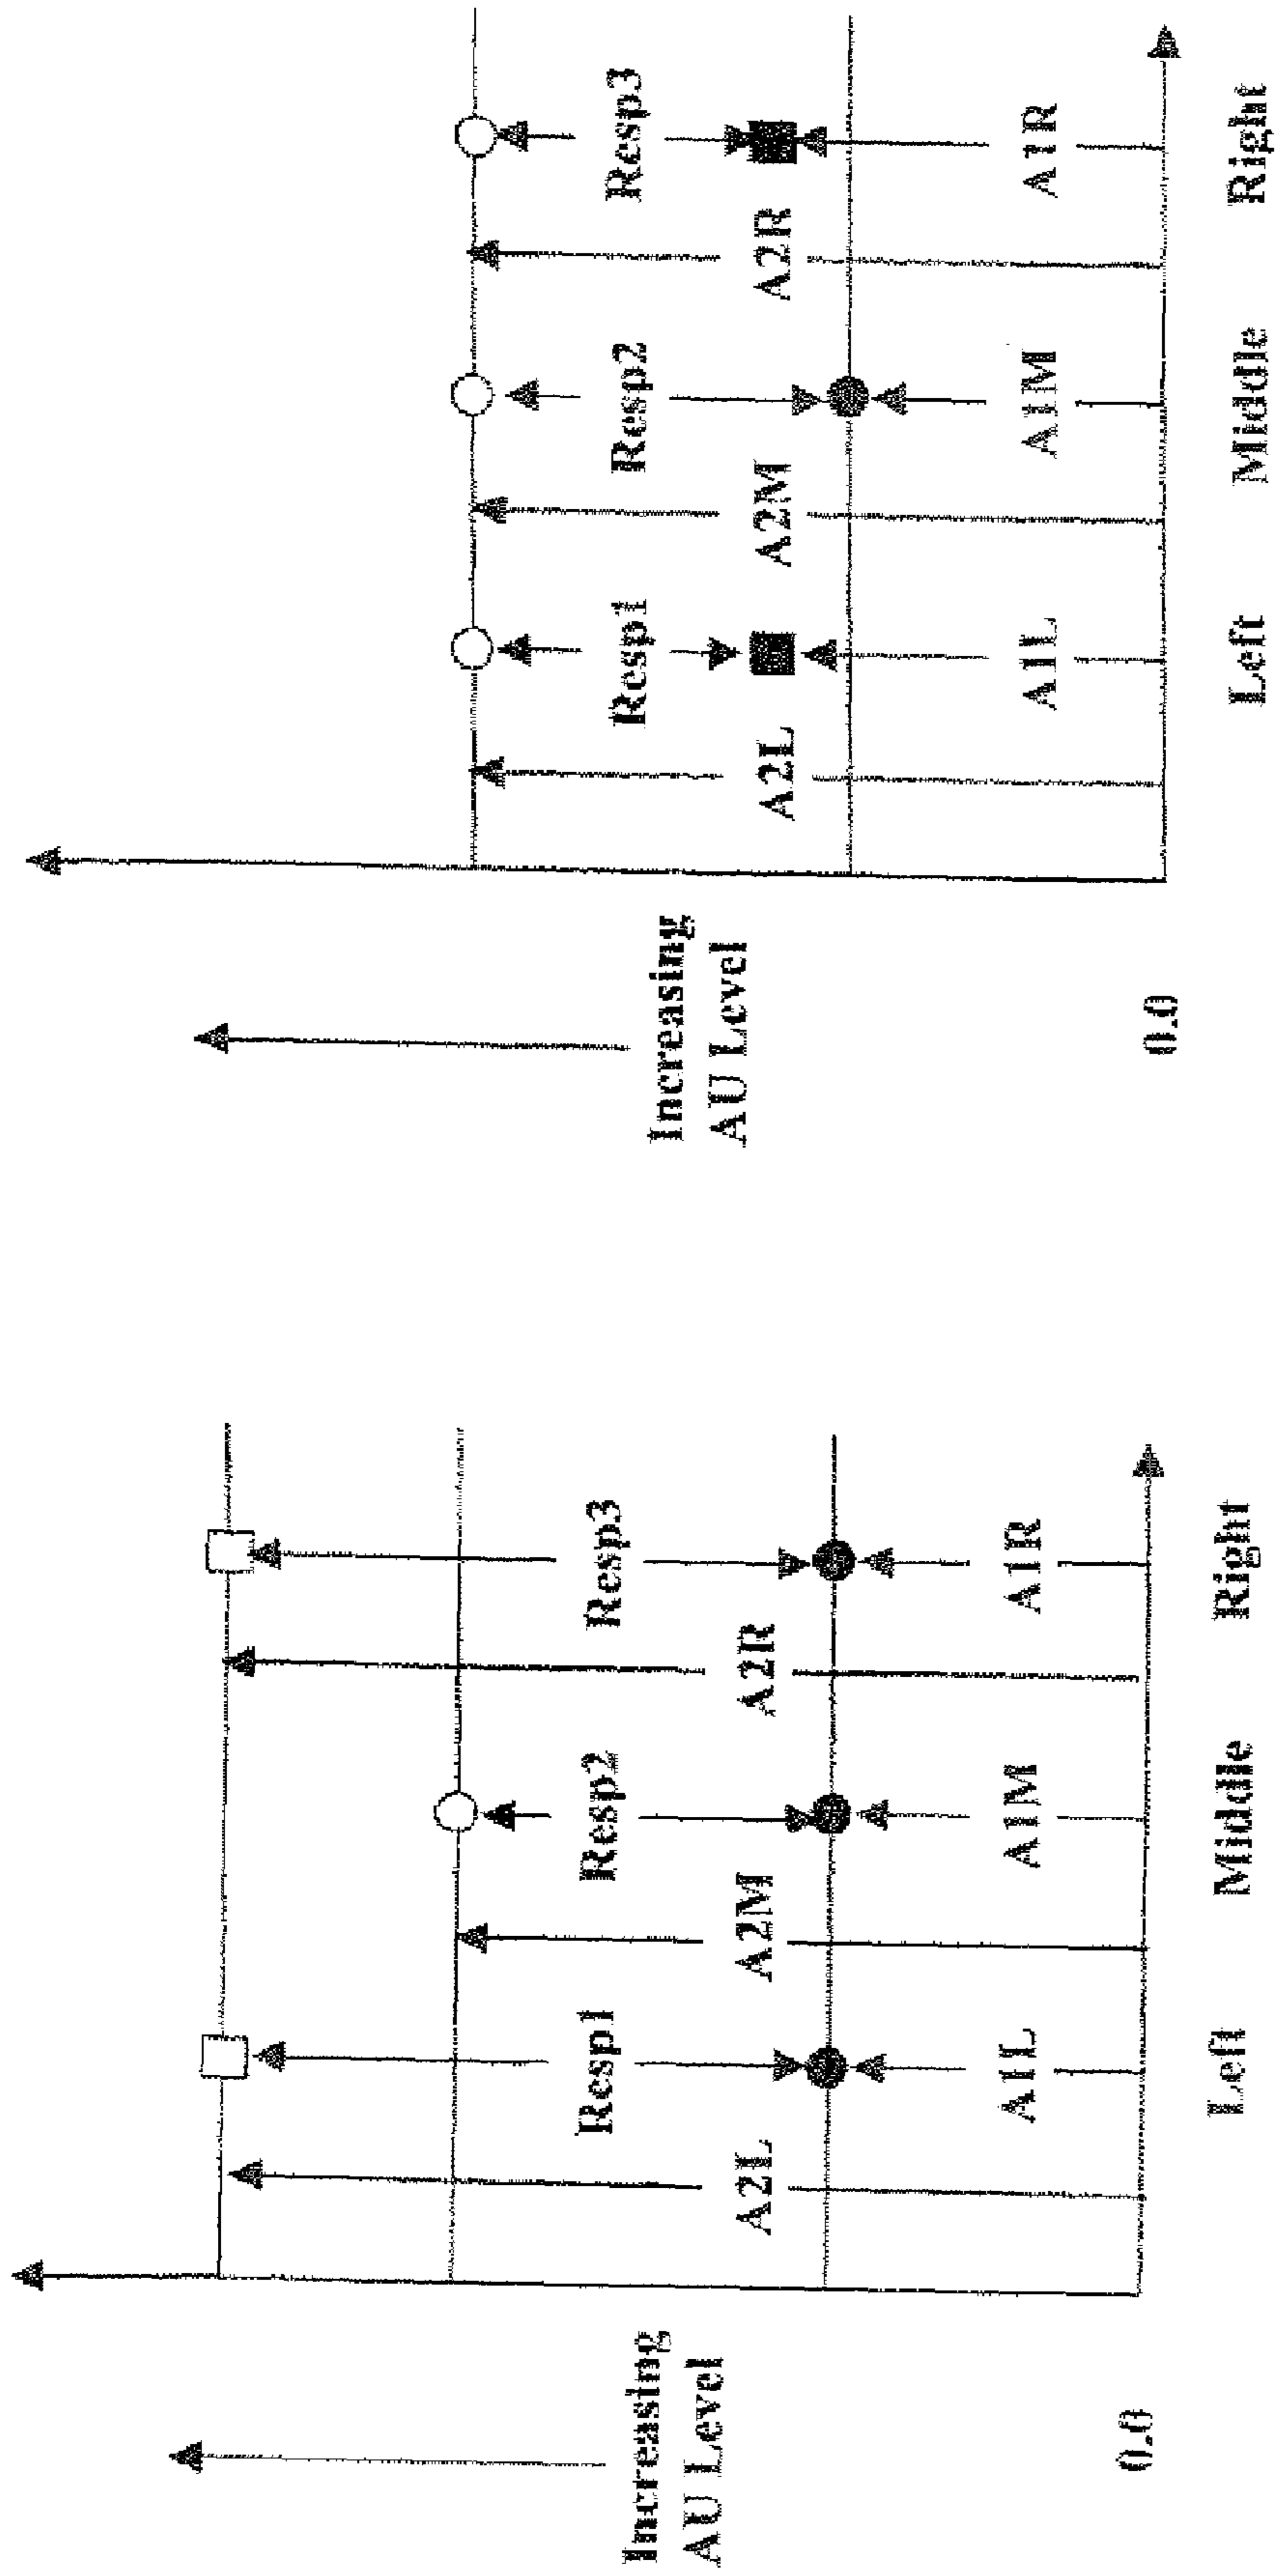 Increasing
AU Level
0.0
A2L
Resp1
A1L
A2M
Resp2
A1M
A2R
Resp3
A1R
Left
Middle
Right
Increasing
AU Level
0.0
A2L
Resp1
A1L
A2M
Resp2
A1M
A2R
Resp3
A1R
Left
Middle
Right